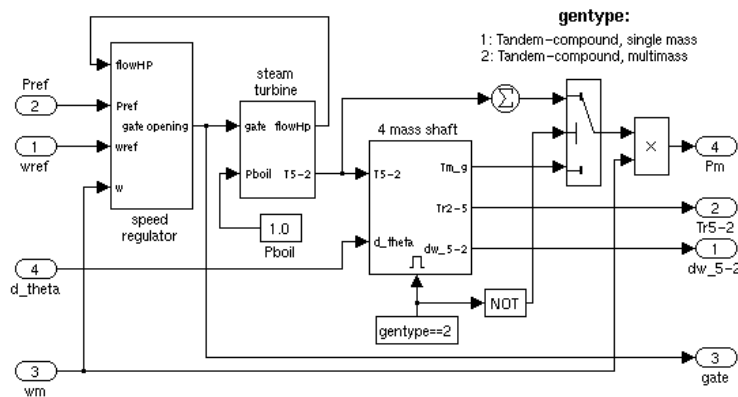 gentype:
1: Tandem-compound, single mass
2: Tandem-compound, multimass
flowHP
Pref
2
Pref
gate opening
1
wref
wref
w
speed
regulator
steam
turbine
gate
flowHp
Pboil
T5-2
1.0
Pboil
4 mass shaft
T5-2
Tm_g
Tr2-5
d_theta
dw_5-2
Σ
×
4
Pm
2
Tr5-2
1
dw_5-2
4
d_theta
NOT
gentype==2
3
gate
3
wm